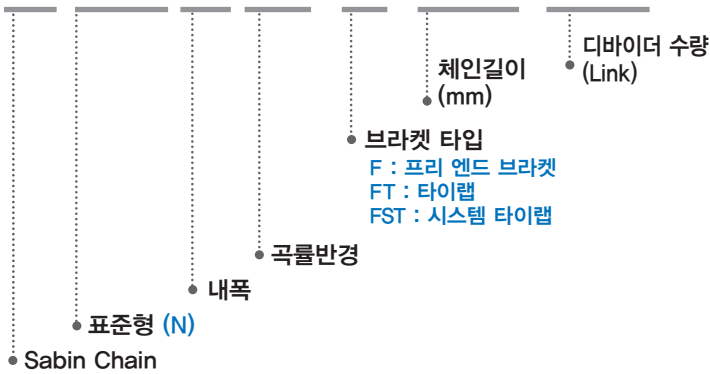 디바이더 수량
(Link)
체인길이
(mm)
브라켓 타입
F : 프리 엔드 브라켓
FT : 타이랩
FST : 시스템 타이랩
곡률반경
내폭
표준형 (N)
Sabin Chain